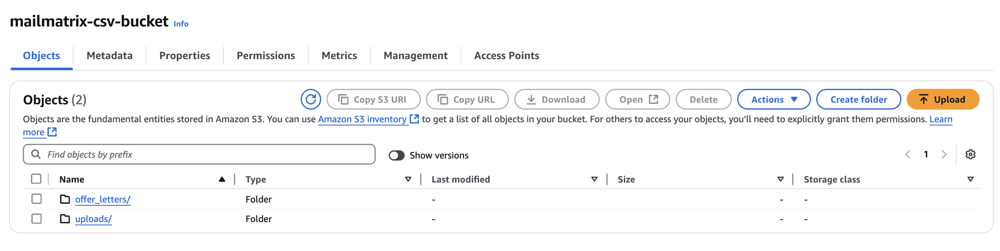 mailmatrix-csv-bucket Info
Objects Metadata Properties Permissions Metrics Management Access Points
Objects (2) Copy S3 URI Copy URL Download Open Delete Actions Create folder Upload
Objects are the fundamental entities stored in Amazon S3. You can use Amazon S3 inventory to get a list of all objects in your bucket. For others to access your objects, you’ll need to explicitly grant them permissions. Learn
more
Find objects by prefix Show versions 1
Name Type Last modified Size Storage class
offer_letters/ Folder - - -
uploads/ Folder - - -